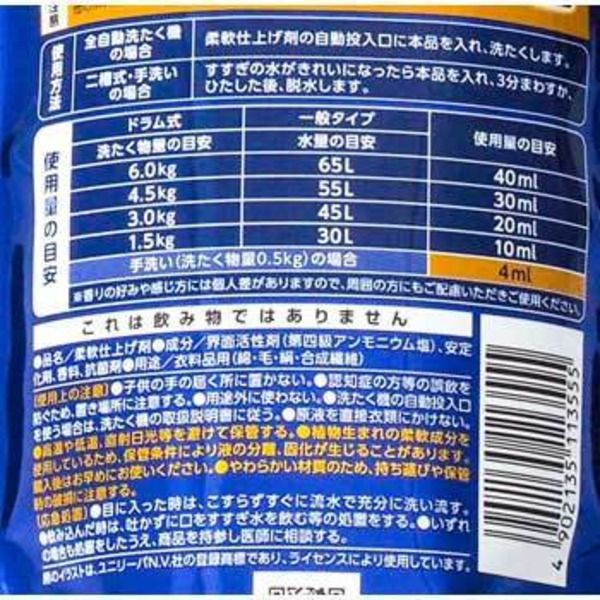 使用方法
全自動洗たく機の場合
柔軟仕上げ剤の自動投入口に本品を入れ、洗たくします。
二槽式・手洗いの場合
すすぎの水がきれいになったら本品を入れ、3分まわすか、
ひたした後、脱水します。
使用量の目安
ドラム式 一般タイプ 使用量の目安
洗たく物量の目安 水量の目安
6.0kg 65L 40ml
4.5kg 55L 30ml
3.0kg 45L 20ml
1.5kg 30L 10ml
手洗い(洗たく物量0.5kg)の場合 4ml
※香りの好みや感じ方には個人差がありますので、周囲の方にもご配慮いただきご使用ください。
これは飲み物ではありません
●品名/柔軟仕上げ剤●成分/界面活性剤(第四級アンモニウム塩)、安定
化剤、香料、抗菌剤●用途/衣料品用(綿・毛・絹・合成繊維)
【使用上の注意】●子供の手の届く所に置かない。●認知症の方等の誤飲を
防ぐため、置き場所に注意する。●用途外に使わない。●洗たく機の自動投入口
を使う場合は、洗たく機の取扱説明書に従う。●原液を直接衣類にかけない。
●高温や低温、直射日光等を避けて保管する。●植物生まれの柔軟成分を
使用しているため、保管条件により液の分離、固化が生じることがあります。
購入後はお早めにお使いください。●やわらかい材質のため、持ち運びや保管
時の破損に注意する。
【応急処置】●目に入った時は、こすらずすぐに流水で充分に洗い流す。
●飲み込んだ時は、吐かずに口をすすぎ水を飲む等の処置をする。●いずれ
の場合も処置をしたうえ、商品を持参し医師に相談する。
のイラストは、ユニリーバN.V.社の登録商標であり、ライセンスにより使用しています。
4 902135 113555